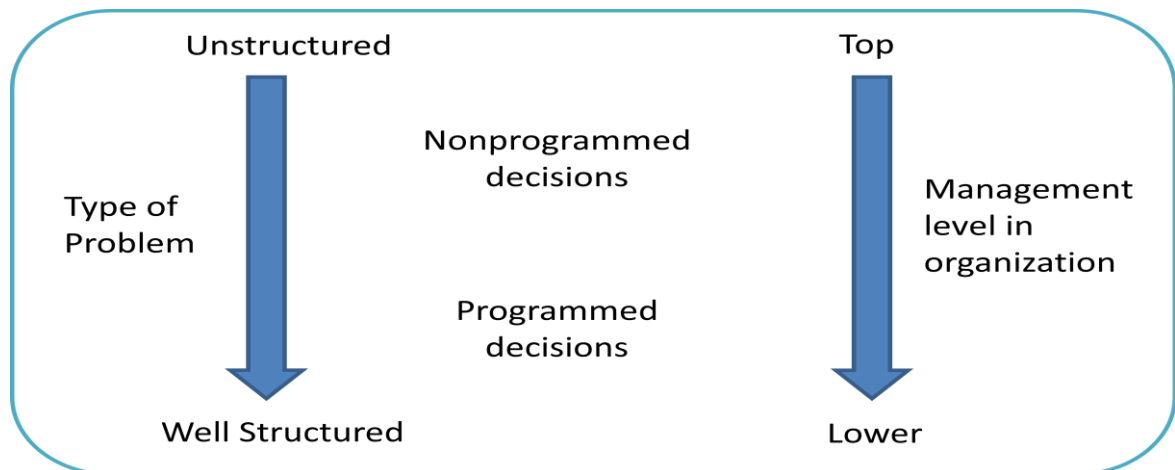 Unstructured
Top
Nonprogrammed
decisions
Type of
Problem
Management
level in
organization
Programmed
decisions
Well Structured
Lower